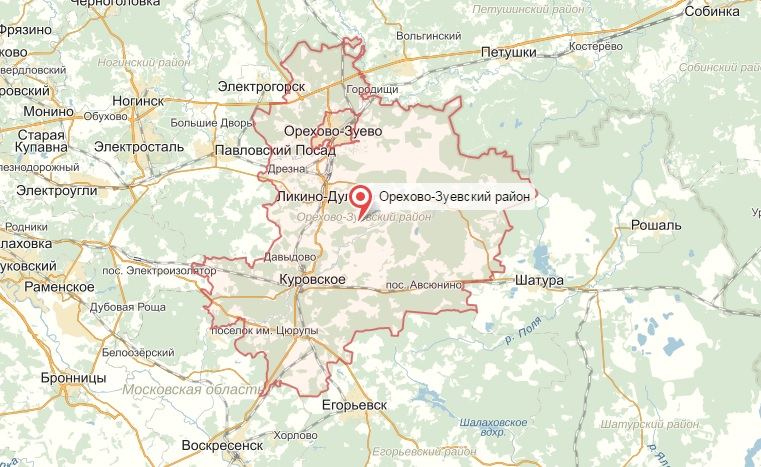 Черноголовка
Фрязино
Вольгинский
Петушинский район
Собинка
Петушки
Костерёво
Ногинский район
Собинский район
Электрогорск
Городищи
Ногинск
Монино
Обухово
Большие Дворы
Орехово-Зуево
Старая
Купавна
Электросталь
Павловский Посад
Дрезна
Электроугли
Ликино-Ду
Орехово-Зуевский район
Орехово-Зуевский район
Родники
Рошаль
Давыдово
пос. Электроизолятор
Куровское
пос. Авсюнино
Шатура
Раменское
Дубовая Роща
поселок им. Цюрупы
р. Поля
Белоозёрский
Бронницы
Московская область
Егорьевск
Шалаховское
вдхр.
Шатурский район
Хорлово
Воскресенск
Егорьевский район